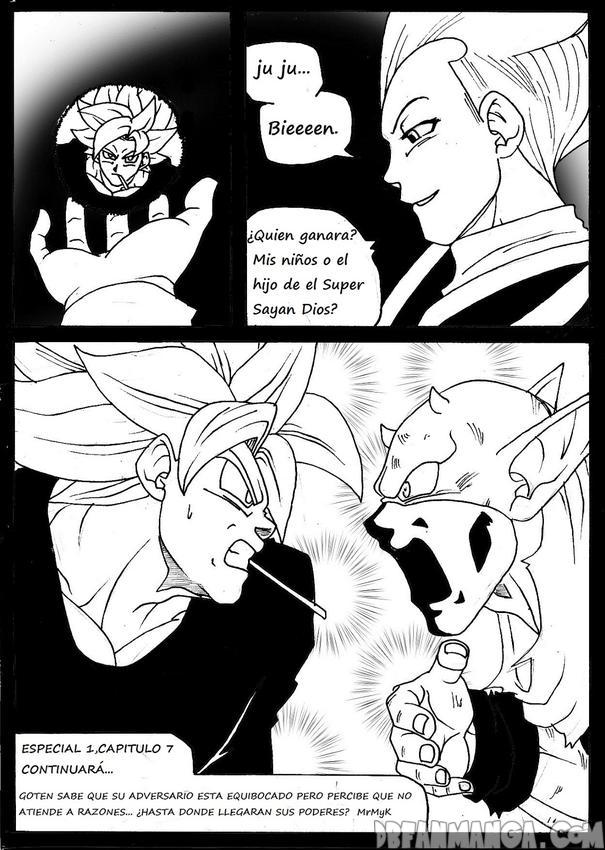 ju ju...
Bieeeen.
¿Quien ganara?
Mis niños o el
hijo de el Super
Sayan Dios?
ESPECIAL 1,CAPITULO 7
CONTINUARÁ...
GOTEN SABE QUE SU ADVERSARIO ESTA EQUIBOCADO PERO PERCIBE QUE NO
ATIENDE A RAZONES... ¿HASTA DONDE LLEGARAN SUS PODERES? MrMyK
DBFANMANGA.COM